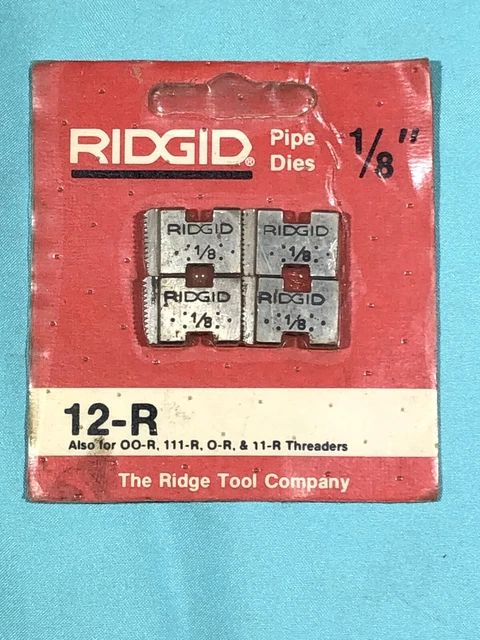 RIDGID® Pipe Dies 1/8"
RIDGID RIDGID
1/8 1/8
RIDGID RIDGID
1/8 1/8
12-R
Also for OO-R, 111-R, O-R, & 11-R Threaders
The Ridge Tool Company